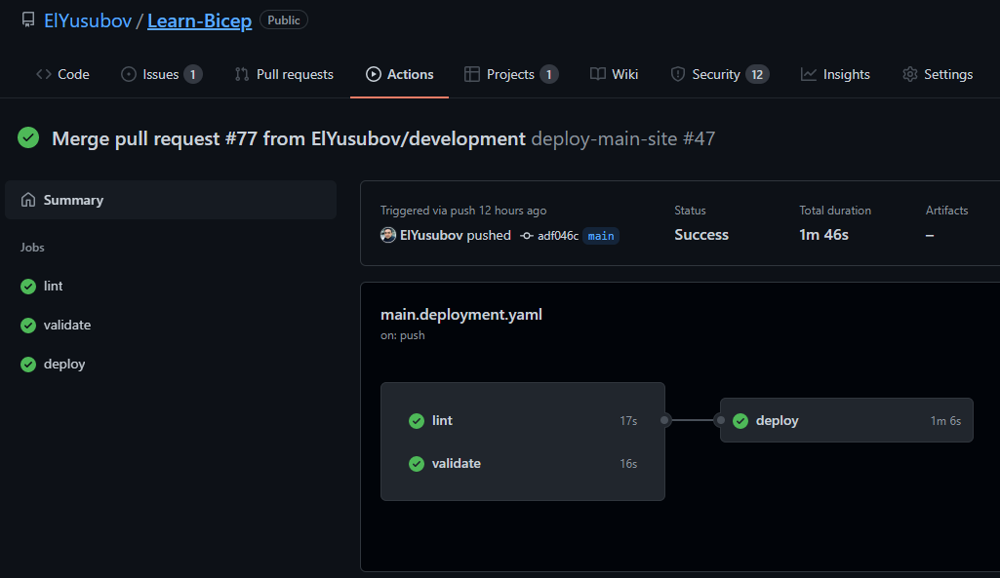 ElYusubov / Learn-Bicep Public
Code Issues 1 Pull requests Actions Projects 1 Wiki Security 12 Insights Settings
Merge pull request #77 from ElYusubov/development deploy-main-site #47
Summary
Jobs
lint
validate
deploy
Triggered via push 12 hours ago
ElYusubov pushed adf046c main
Status
Success
Total duration
1m 46s
Artifacts
–
main.deployment.yaml
on: push
lint 17s
validate 16s
deploy 1m 6s